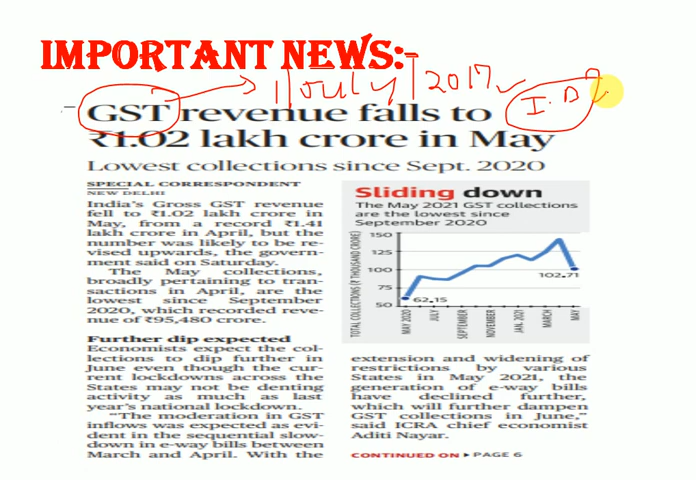 IMPORTANT NEWS:-
1 July 2017
GST revenue falls to
I.D
₹1.02 lakh crore in May
Lowest collections since Sept. 2020
SPECIAL CORRESPONDENT
NEW DELHI
India's Gross GST revenue
fell to ₹1.02 lakh crore in
May, from a record ₹1.41
lakh crore in April, but the
number was likely to be re-
vised upwards, the govern-
ment said on Saturday.
The May collections,
broadly pertaining to tran-
sactions in April, are the
lowest since September
2020, which recorded reve-
nue of ₹95,480 crore.
Further dip expected
Economists expect the col-
lections to dip further in
June even though the cur-
rent lockdowns across the
States may not be denting
activity as much as last
year's national lockdown.
"The moderation in GST
inflows was expected as evi-
dent in the sequential slow-
down in e-way bills between
March and April. With the
Sliding down
The May 2021 GST collections
are the lowest since
September 2020
TOTAL COLLECTIONS (₹ THOUSAND CRORE)
150
125
100
75
50
62.15
102.71
MAY 2020
JULY
SEPTEMBER
NOVEMBER
JAN. 2021
MARCH
MAY
extension and widening of
restrictions by various
States in May 2021, the
generation of e-way bills
have declined further,
which will further dampen
GST collections in June,"
said ICRA chief economist
Aditi Nayar.
CONTINUED ON ▸ PAGE 6